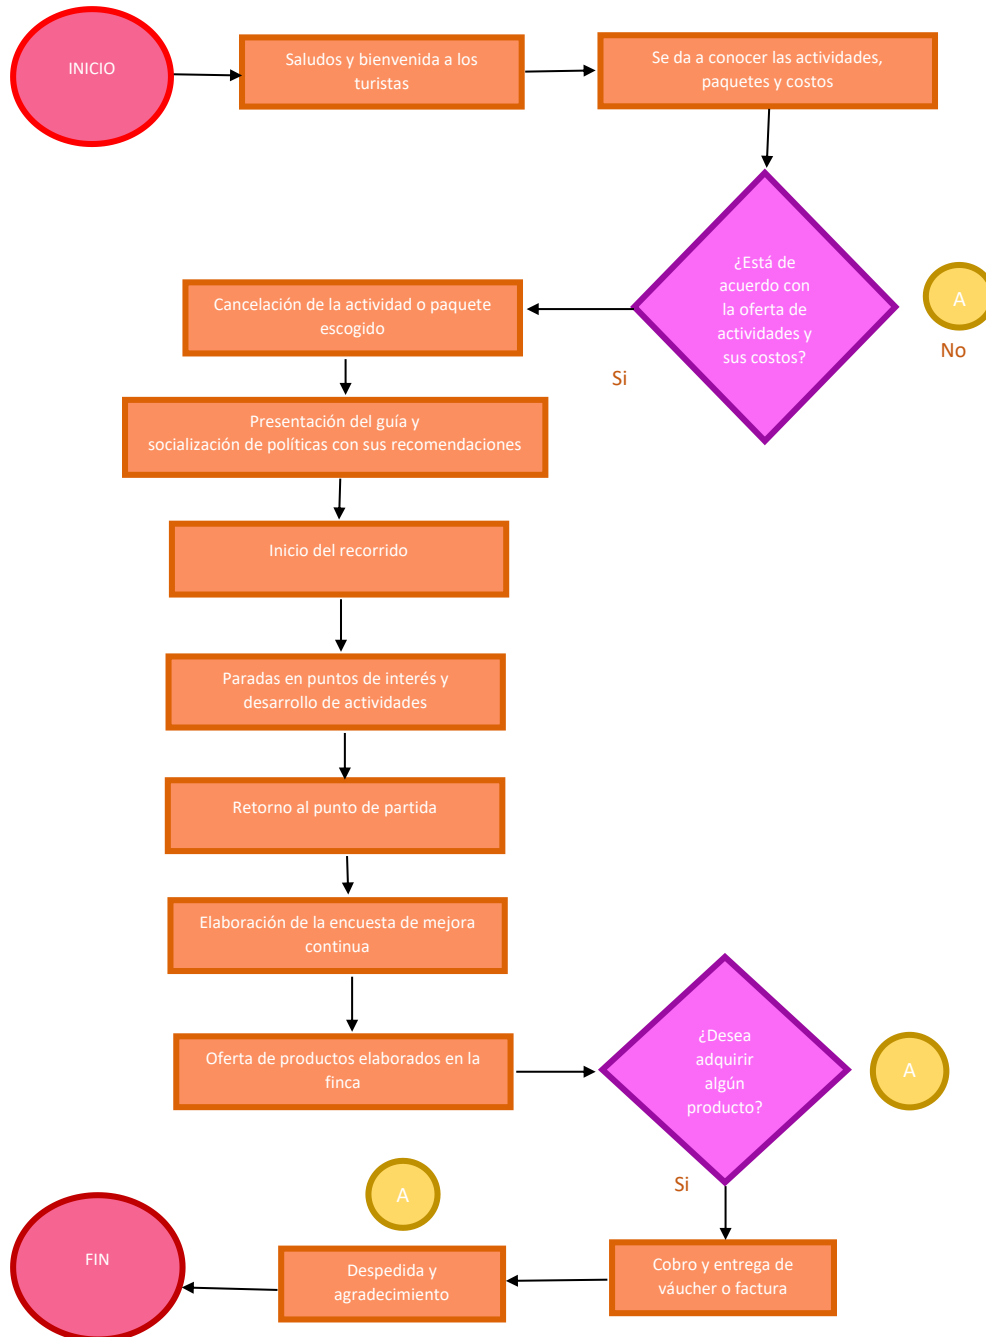 INICIO
Saludos y bienvenida a los
turistas
Se da a conocer las actividades,
paquetes y costos
¿Está de
acuerdo con
la oferta de
actividades y
sus costos?
A
No
Si
Cancelación de la actividad o paquete
escogido
Presentación del guía y
socialización de políticas con sus recomendaciones
Inicio del recorrido
Paradas en puntos de interés y
desarrollo de actividades
Retorno al punto de partida
Elaboración de la encuesta de mejora
continua
Oferta de productos elaborados en la
finca
¿Desea
adquirir
algún
producto?
A
Si
Cobro y entrega de
váucher o factura
A
Despedida y
agradecimiento
FIN